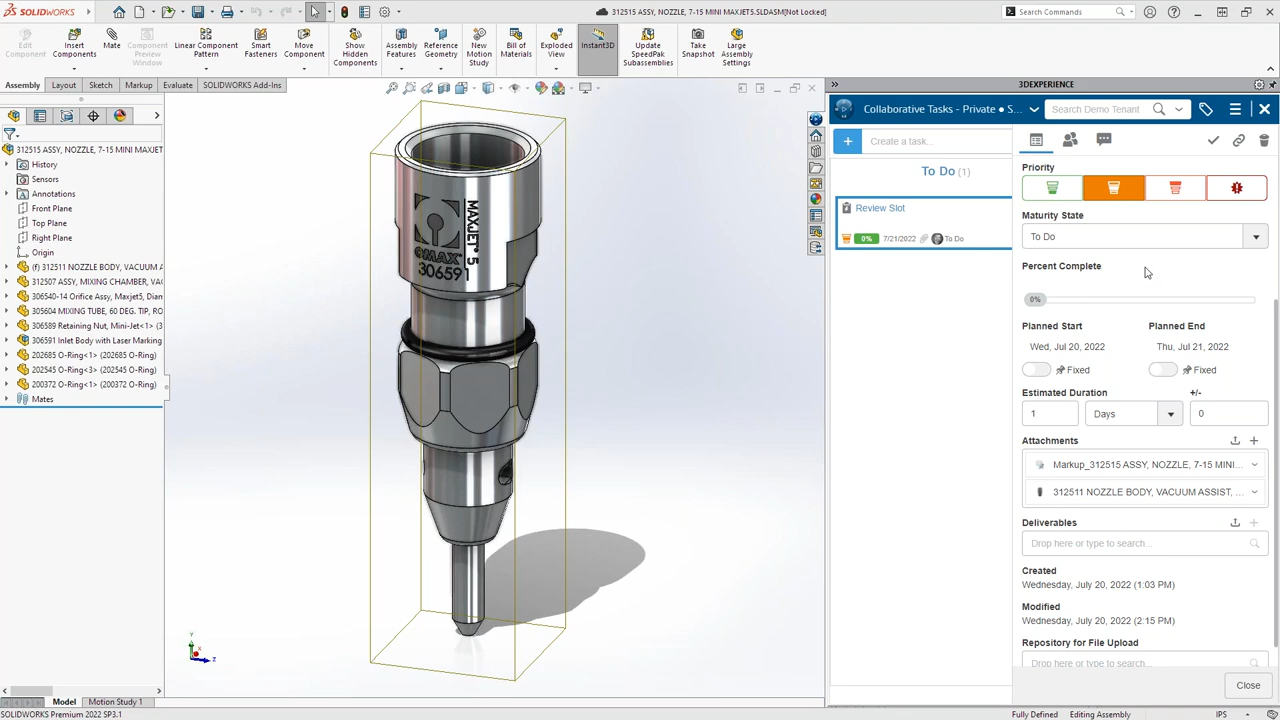 SOLIDWORKS
312515 ASSY, NOZZLE, 7-15 MINI MAXJET5.SLDASM[Not Locked]
Search Commands
Edit Component
Insert Components
Mate
Component Preview Window
Linear Component Pattern
Smart Fasteners
Move Component
Show Hidden Components
Assembly Features
Reference Geometry
New Motion Study
Bill of Materials
Exploded View
Instant3D
Update SpeedPak Subassemblies
Take Snapshot
Large Assembly Settings
Assembly
Layout
Sketch
Markup
Evaluate
SOLIDWORKS Add-Ins
312515 ASSY, NOZZLE, 7-15 MINI MAXJET
History
Sensors
Annotations
Front Plane
Top Plane
Right Plane
Origin
(f) 312511 NOZZLE BODY, VACUUM A
312507 ASSY, MIXING CHAMBER, VAC
306540-14 Orifice Assy, Maxjet5, Diam
305604 MIXING TUBE, 60 DEG. TIP, RO
306589 Retaining Nut, Mini-Jet<1> (3
306591 Inlet Body with Laser Marking
202685 O-Ring<1> (202685 O-Ring)
202545 O-Ring<3> (202545 O-Ring)
200372 O-Ring<1> (200372 O-Ring)
Mates
MAXJET® 5
OMAX®
306591
3DEXPERIENCE
Collaborative Tasks - Private ● S...
Search Demo Tenant
Create a task...
To Do (1)
Review Slot
0%
7/21/2022
To Do
Priority
Maturity State
To Do
Percent Complete
0%
Planned Start
Planned End
Wed, Jul 20, 2022
Thu, Jul 21, 2022
Fixed
Fixed
Estimated Duration
+/-
1
Days
0
Attachments
Markup_312515 ASSY, NOZZLE, 7-15 MINI...
312511 NOZZLE BODY, VACUUM ASSIST, ...
Deliverables
Drop here or type to search...
Created
Wednesday, July 20, 2022 (1:03 PM)
Modified
Wednesday, July 20, 2022 (2:15 PM)
Repository for File Upload
Drop here or type to search...
Close
Y
X
Z
Model
Motion Study 1
SOLIDWORKS Premium 2022 SP3.1
Fully Defined
Editing Assembly
IPS